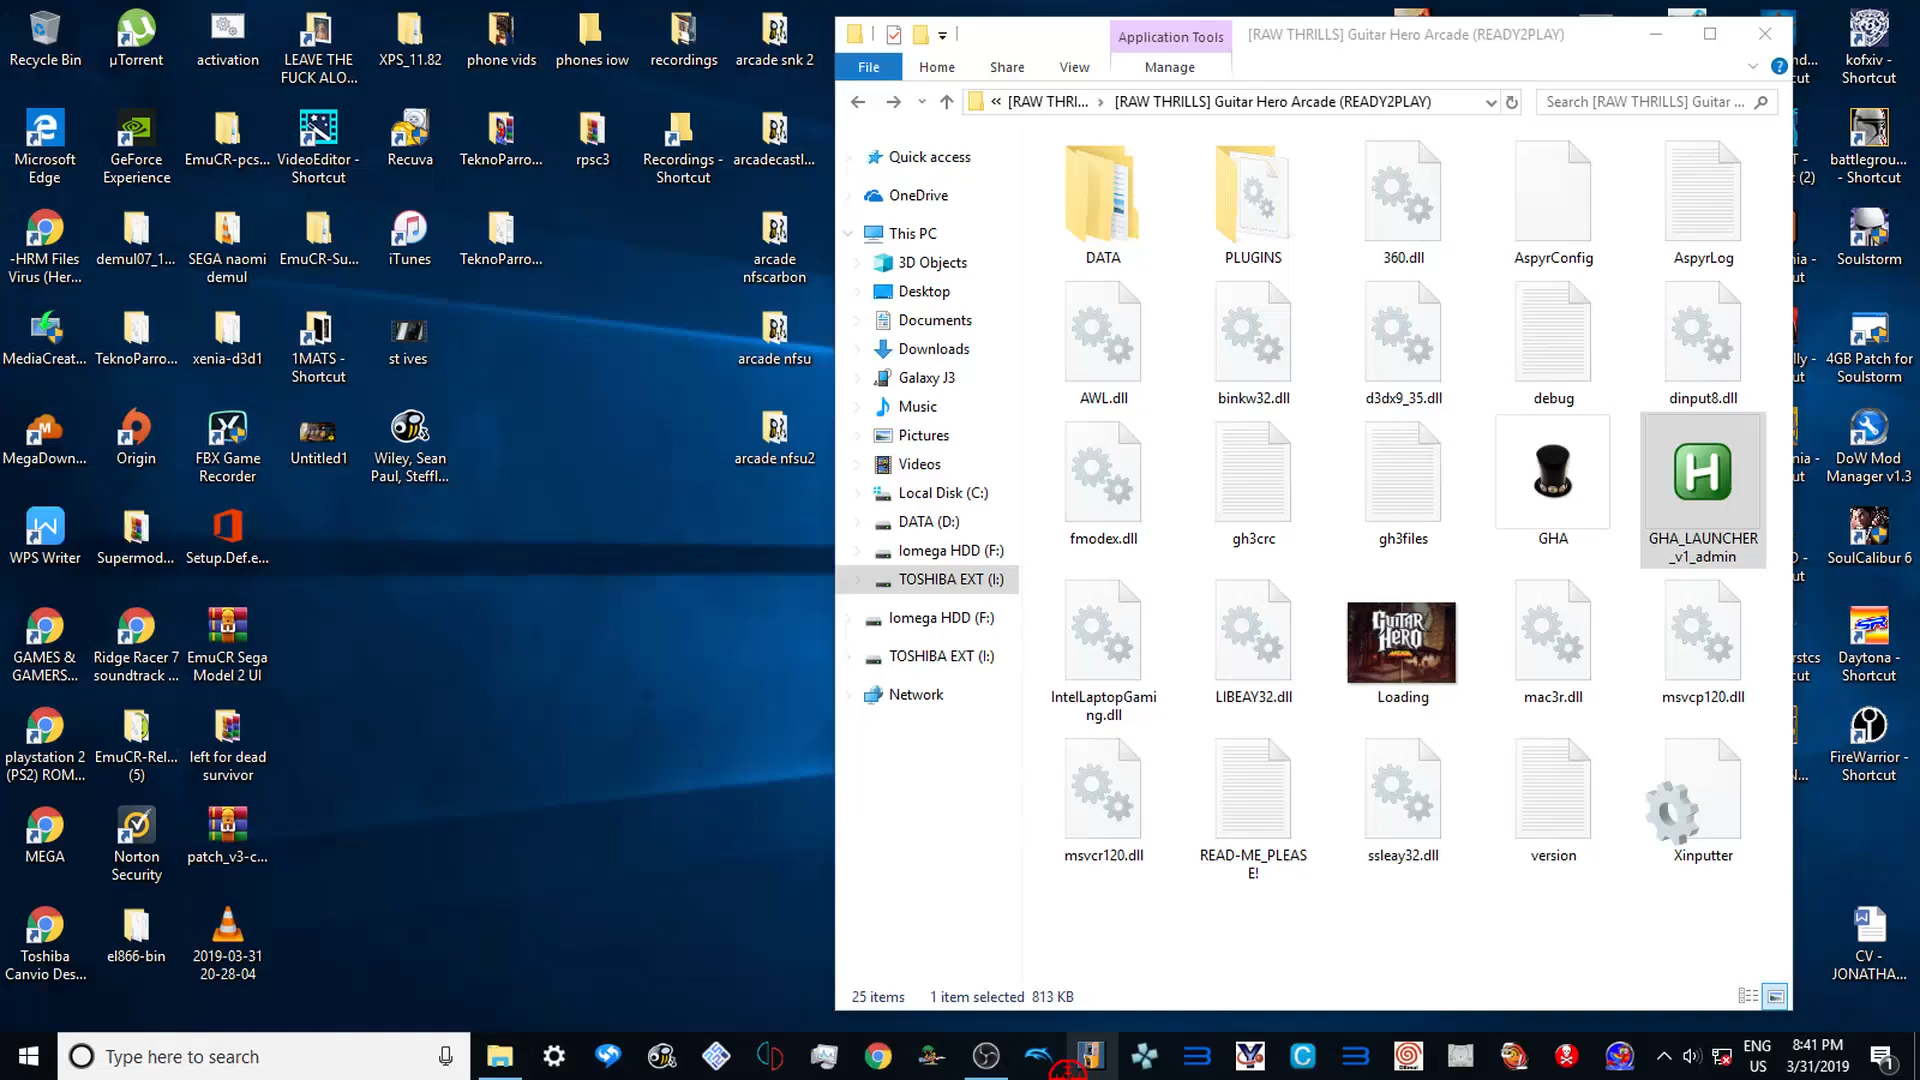 Recycle Bin
µTorrent
activation
LEAVE THE
FUCK ALO...
XPS_11.82
phone vids
phones iow
recordings
arcade snk 2
Microsoft
Edge
GeForce
Experience
EmuCR-pcs...
VideoEditor -
Shortcut
Recuva
TeknoParro...
rpsc3
Recordings -
Shortcut
arcadecastl...
-HRM Files
Virus (Her...
demul07_1...
SEGA naomi
demul
EmuCR-Su...
iTunes
TeknoParro...
arcade
nfscarbon
MediaCreat...
TeknoParro...
xenia-d3d1
1MATS -
Shortcut
st ives
arcade nfsu
MegaDown...
Origin
FBX Game
Recorder
Untitled1
Wiley, Sean
Paul, Steffl...
arcade nfsu2
WPS Writer
Supermod...
Setup.Def.e...
GAMES &
GAMERS...
Ridge Racer 7
soundtrack ...
EmuCR Sega
Model 2 UI
playstation 2
(PS2) ROM...
EmuCR-Rel...
(5)
left for dead
survivor
MEGA
Norton
Security
patch_v3-c...
Toshiba
Canvio Des...
el866-bin
2019-03-31
20-28-04
Application Tools
[RAW THRILLS] Guitar Hero Arcade (READY2PLAY)
File
Home
Share
View
Manage
« [RAW THRI... › [RAW THRILLS] Guitar Hero Arcade (READY2PLAY)
Search [RAW THRILLS] Guitar ...
Quick access
OneDrive
This PC
3D Objects
Desktop
Documents
Downloads
Galaxy J3
Music
Pictures
Videos
Local Disk (C:)
DATA (D:)
Iomega HDD (F:)
TOSHIBA EXT (I:)
Iomega HDD (F:)
TOSHIBA EXT (I:)
Network
DATA
PLUGINS
360.dll
AspyrConfig
AspyrLog
AWL.dll
binkw32.dll
d3dx9_35.dll
debug
dinput8.dll
fmodex.dll
gh3crc
gh3files
GHA
GHA_LAUNCHER
_v1_admin
IntelLaptopGami
ng.dll
LIBEAY32.dll
GUITAR
HERO
Loading
mac3r.dll
msvcp120.dll
msvcr120.dll
READ-ME_PLEAS
E!
ssleay32.dll
version
Xinputter
25 items
1 item selected 813 KB
kofxiv -
Shortcut
battlegrou...
- Shortcut
Soulstorm
4GB Patch for
Soulstorm
DoW Mod
Manager v1.3
SoulCalibur 6
Daytona -
Shortcut
FireWarrior -
Shortcut
CV -
JONATHA...
Type here to search
ENG
US
8:41 PM
3/31/2019
1